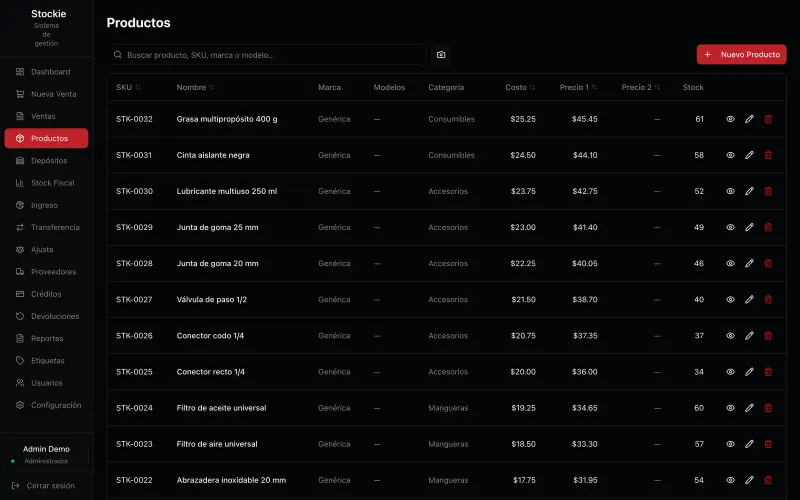 Stockie
Sistema
de
gestión
Dashboard
Nueva Venta
Ventas
Productos
Depósitos
Stock Fiscal
Ingreso
Transferencia
Ajuste
Proveedores
Créditos
Devoluciones
Reportes
Etiquetas
Usuarios
Configuración
Admin Demo
Administrador
Cerrar sesión
Productos
Buscar producto, SKU, marca o modelo...
+ Nuevo Producto
SKU Nombre Marca Modelos Categoría Costo Precio 1 Precio 2 Stock
STK-0032 Grasa multipropósito 400 g Genérica — Consumibles $25.25 $45.45 — 61
STK-0031 Cinta aislante negra Genérica — Consumibles $24.50 $44.10 — 58
STK-0030 Lubricante multiuso 250 ml Genérica — Accesorios $23.75 $42.75 — 52
STK-0029 Junta de goma 25 mm Genérica — Accesorios $23.00 $41.40 — 49
STK-0028 Junta de goma 20 mm Genérica — Accesorios $22.25 $40.05 — 46
STK-0027 Válvula de paso 1/2 Genérica — Accesorios $21.50 $38.70 — 40
STK-0026 Conector codo 1/4 Genérica — Accesorios $20.75 $37.35 — 37
STK-0025 Conector recto 1/4 Genérica — Accesorios $20.00 $36.00 — 34
STK-0024 Filtro de aceite universal Genérica — Mangueras $19.25 $34.65 — 60
STK-0023 Filtro de aire universal Genérica — Mangueras $18.50 $33.30 — 57
STK-0022 Abrazadera inoxidable 20 mm Genérica — Mangueras $17.75 $31.95 — 54